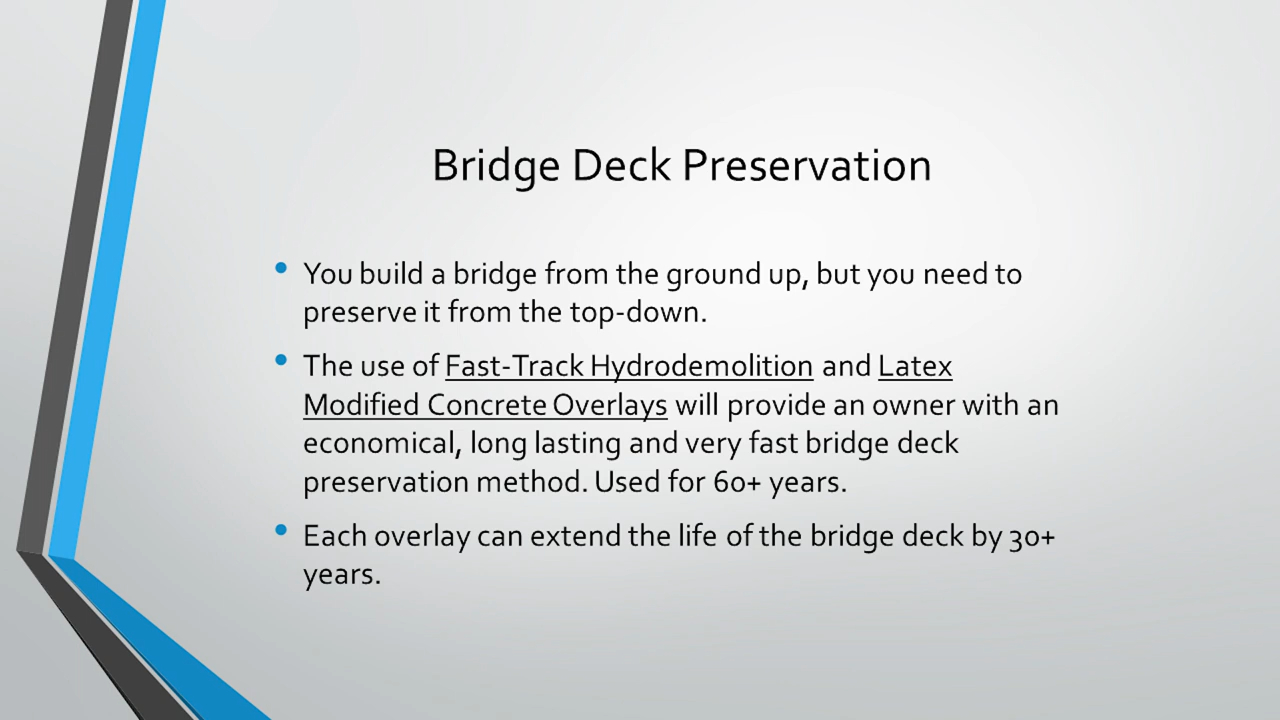 Bridge Deck Preservation
• You build a bridge from the ground up, but you need to
preserve it from the top-down.
• The use of Fast-Track Hydrodemolition and Latex
Modified Concrete Overlays will provide an owner with an
economical, long lasting and very fast bridge deck
preservation method. Used for 60+ years.
• Each overlay can extend the life of the bridge deck by 30+
years.